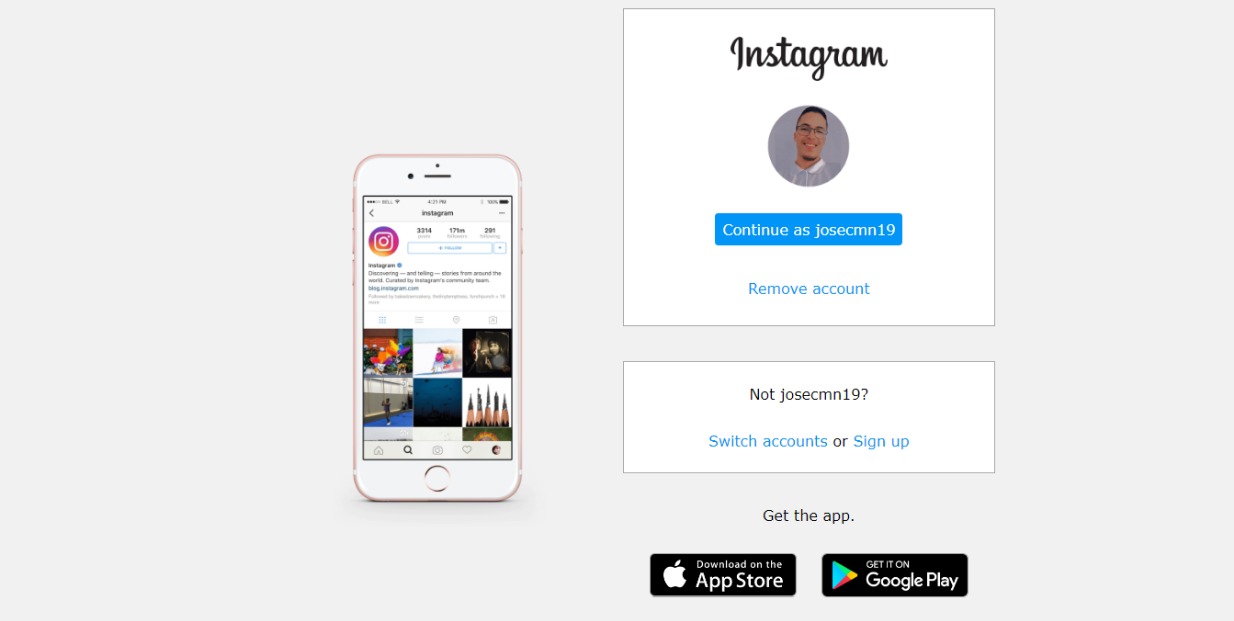 Instagram
Continue as josecmn19
Remove account
Not josecmn19?
Switch accounts or Sign up
Get the app.
Download on the
App Store
GET IT ON
Google Play
BELL 4:21 PM 100%
instagram
3314 171m 291
posts followers following
+ FOLLOW
Instagram
Discovering — and telling — stories from around the
world. Curated by Instagram's community team.
blog.instagram.com
more